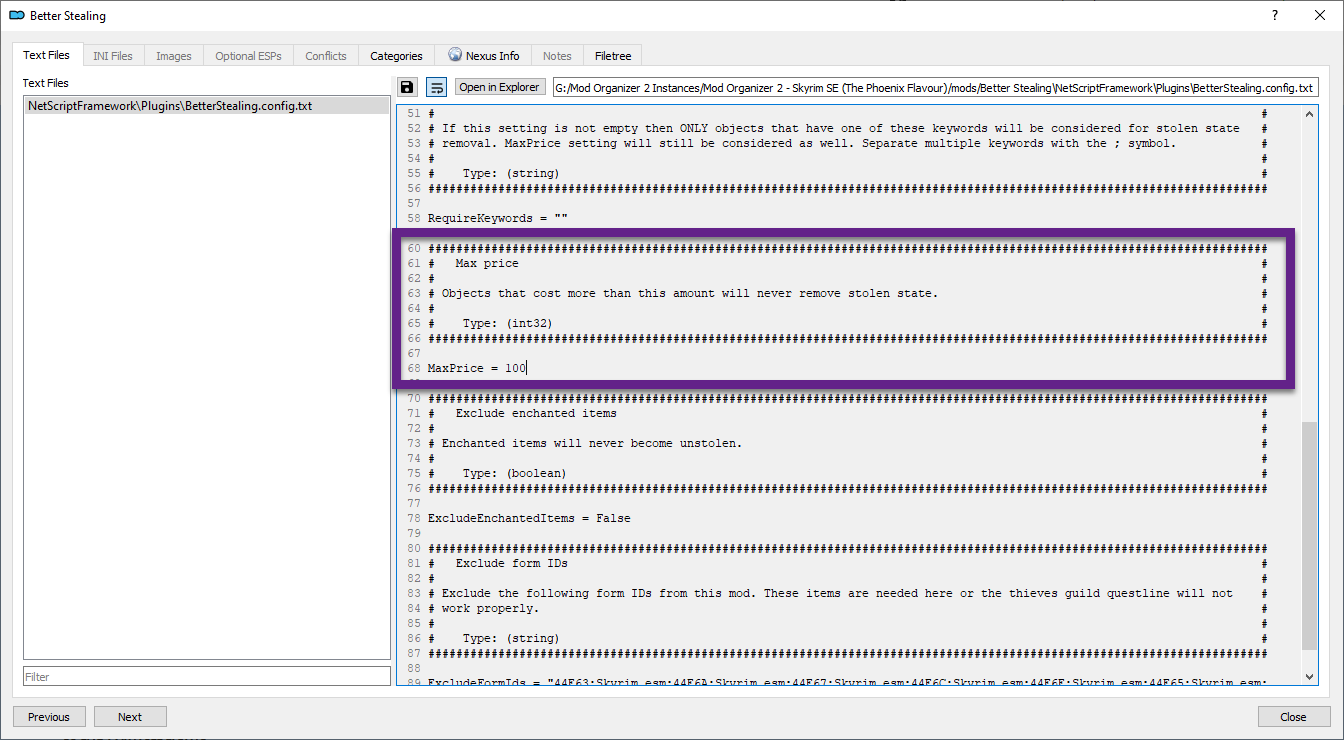 Better Stealing
?
Text Files INI Files Images Optional ESPs Conflicts Categories Nexus Info Notes Filetree
Text Files
Open in Explorer G:/Mod Organizer 2 Instances/Mod Organizer 2 - Skyrim SE (The Phoenix Flavour)/mods/Better Stealing\NetScriptFramework\Plugins\BetterStealing.config.txt
NetScriptFramework\Plugins\BetterStealing.config.txt
51 # #
52 # If this setting is not empty then ONLY objects that have one of these keywords will be considered for stolen state #
53 # removal. MaxPrice setting will still be considered as well. Separate multiple keywords with the ; symbol. #
54 # #
55 # Type: (string) #
56 ########################################################################################################################
57
58 RequireKeywords = ""
60 ########################################################################################################################
61 # Max price #
62 # #
63 # Objects that cost more than this amount will never remove stolen state. #
64 # #
65 # Type: (int32) #
66 ########################################################################################################################
67
68 MaxPrice = 100
70 ########################################################################################################################
71 # Exclude enchanted items #
72 # #
73 # Enchanted items will never become unstolen. #
74 # #
75 # Type: (boolean) #
76 ########################################################################################################################
77
78 ExcludeEnchantedItems = False
79
80 ########################################################################################################################
81 # Exclude form IDs #
82 # #
83 # Exclude the following form IDs from this mod. These items are needed here or the thieves guild questline will not #
84 # work properly. #
85 # #
86 # Type: (string) #
87 ########################################################################################################################
88
89 ExcludeFormIds = "44E63:Skyrim.esm;44E6A:Skyrim.esm;44E67:Skyrim.esm;44E6C:Skyrim.esm;44E6E:Skyrim.esm;44E65:Skyrim.esm;
Filter
Previous Next Close